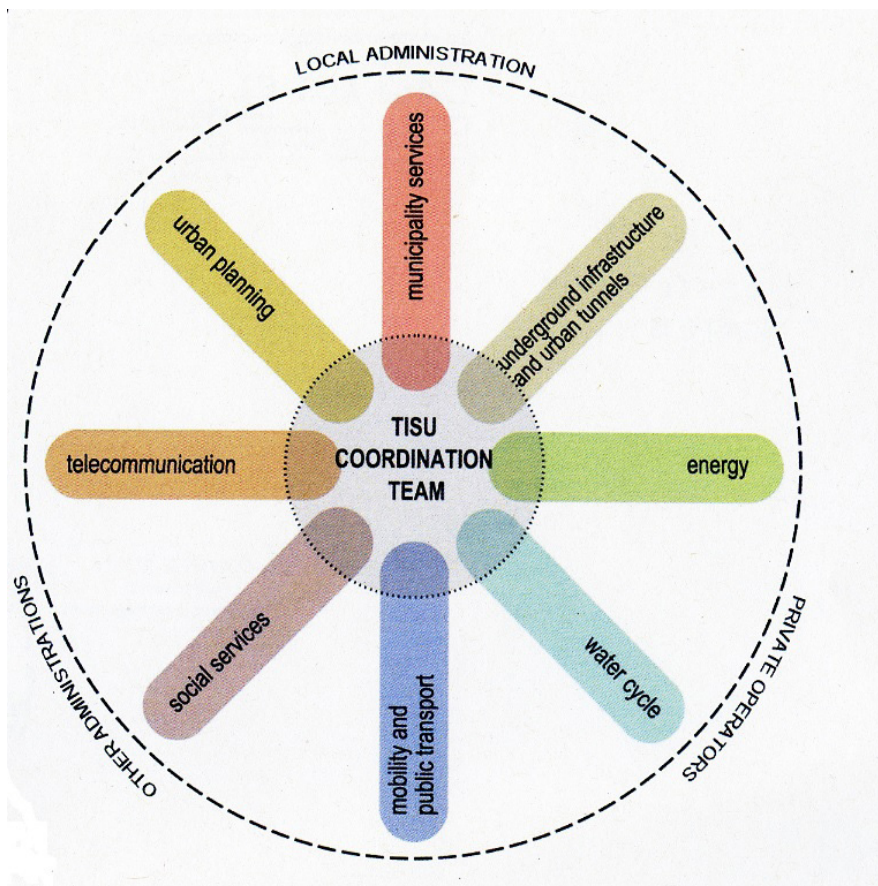 LOCAL ADMINISTRATION
municipality services
underground infrastructure
and urban tunnels
urban planning
TISU
COORDINATION
TEAM
telecommunication
energy
social services
water cycle
mobility and
public transport
OTHER ADMINISTRATIONS
PRIVATE OPERATORS